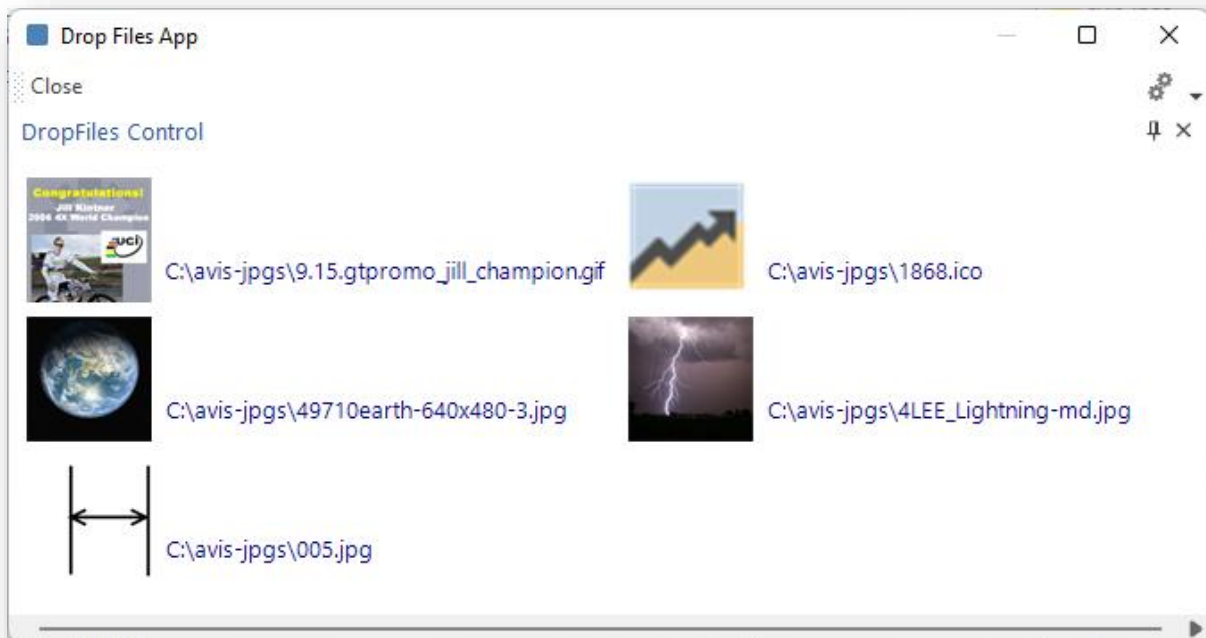 Drop Files App
Close
DropFiles Control
Congratulations!
Jill Kintner
2006 4X World Champion
uci
C:\avis-jpgs\9.15.gtpromo_jill_champion.gif
C:\avis-jpgs\1868.ico
C:\avis-jpgs\49710earth-640x480-3.jpg
C:\avis-jpgs\4LEE_Lightning-md.jpg
C:\avis-jpgs\005.jpg